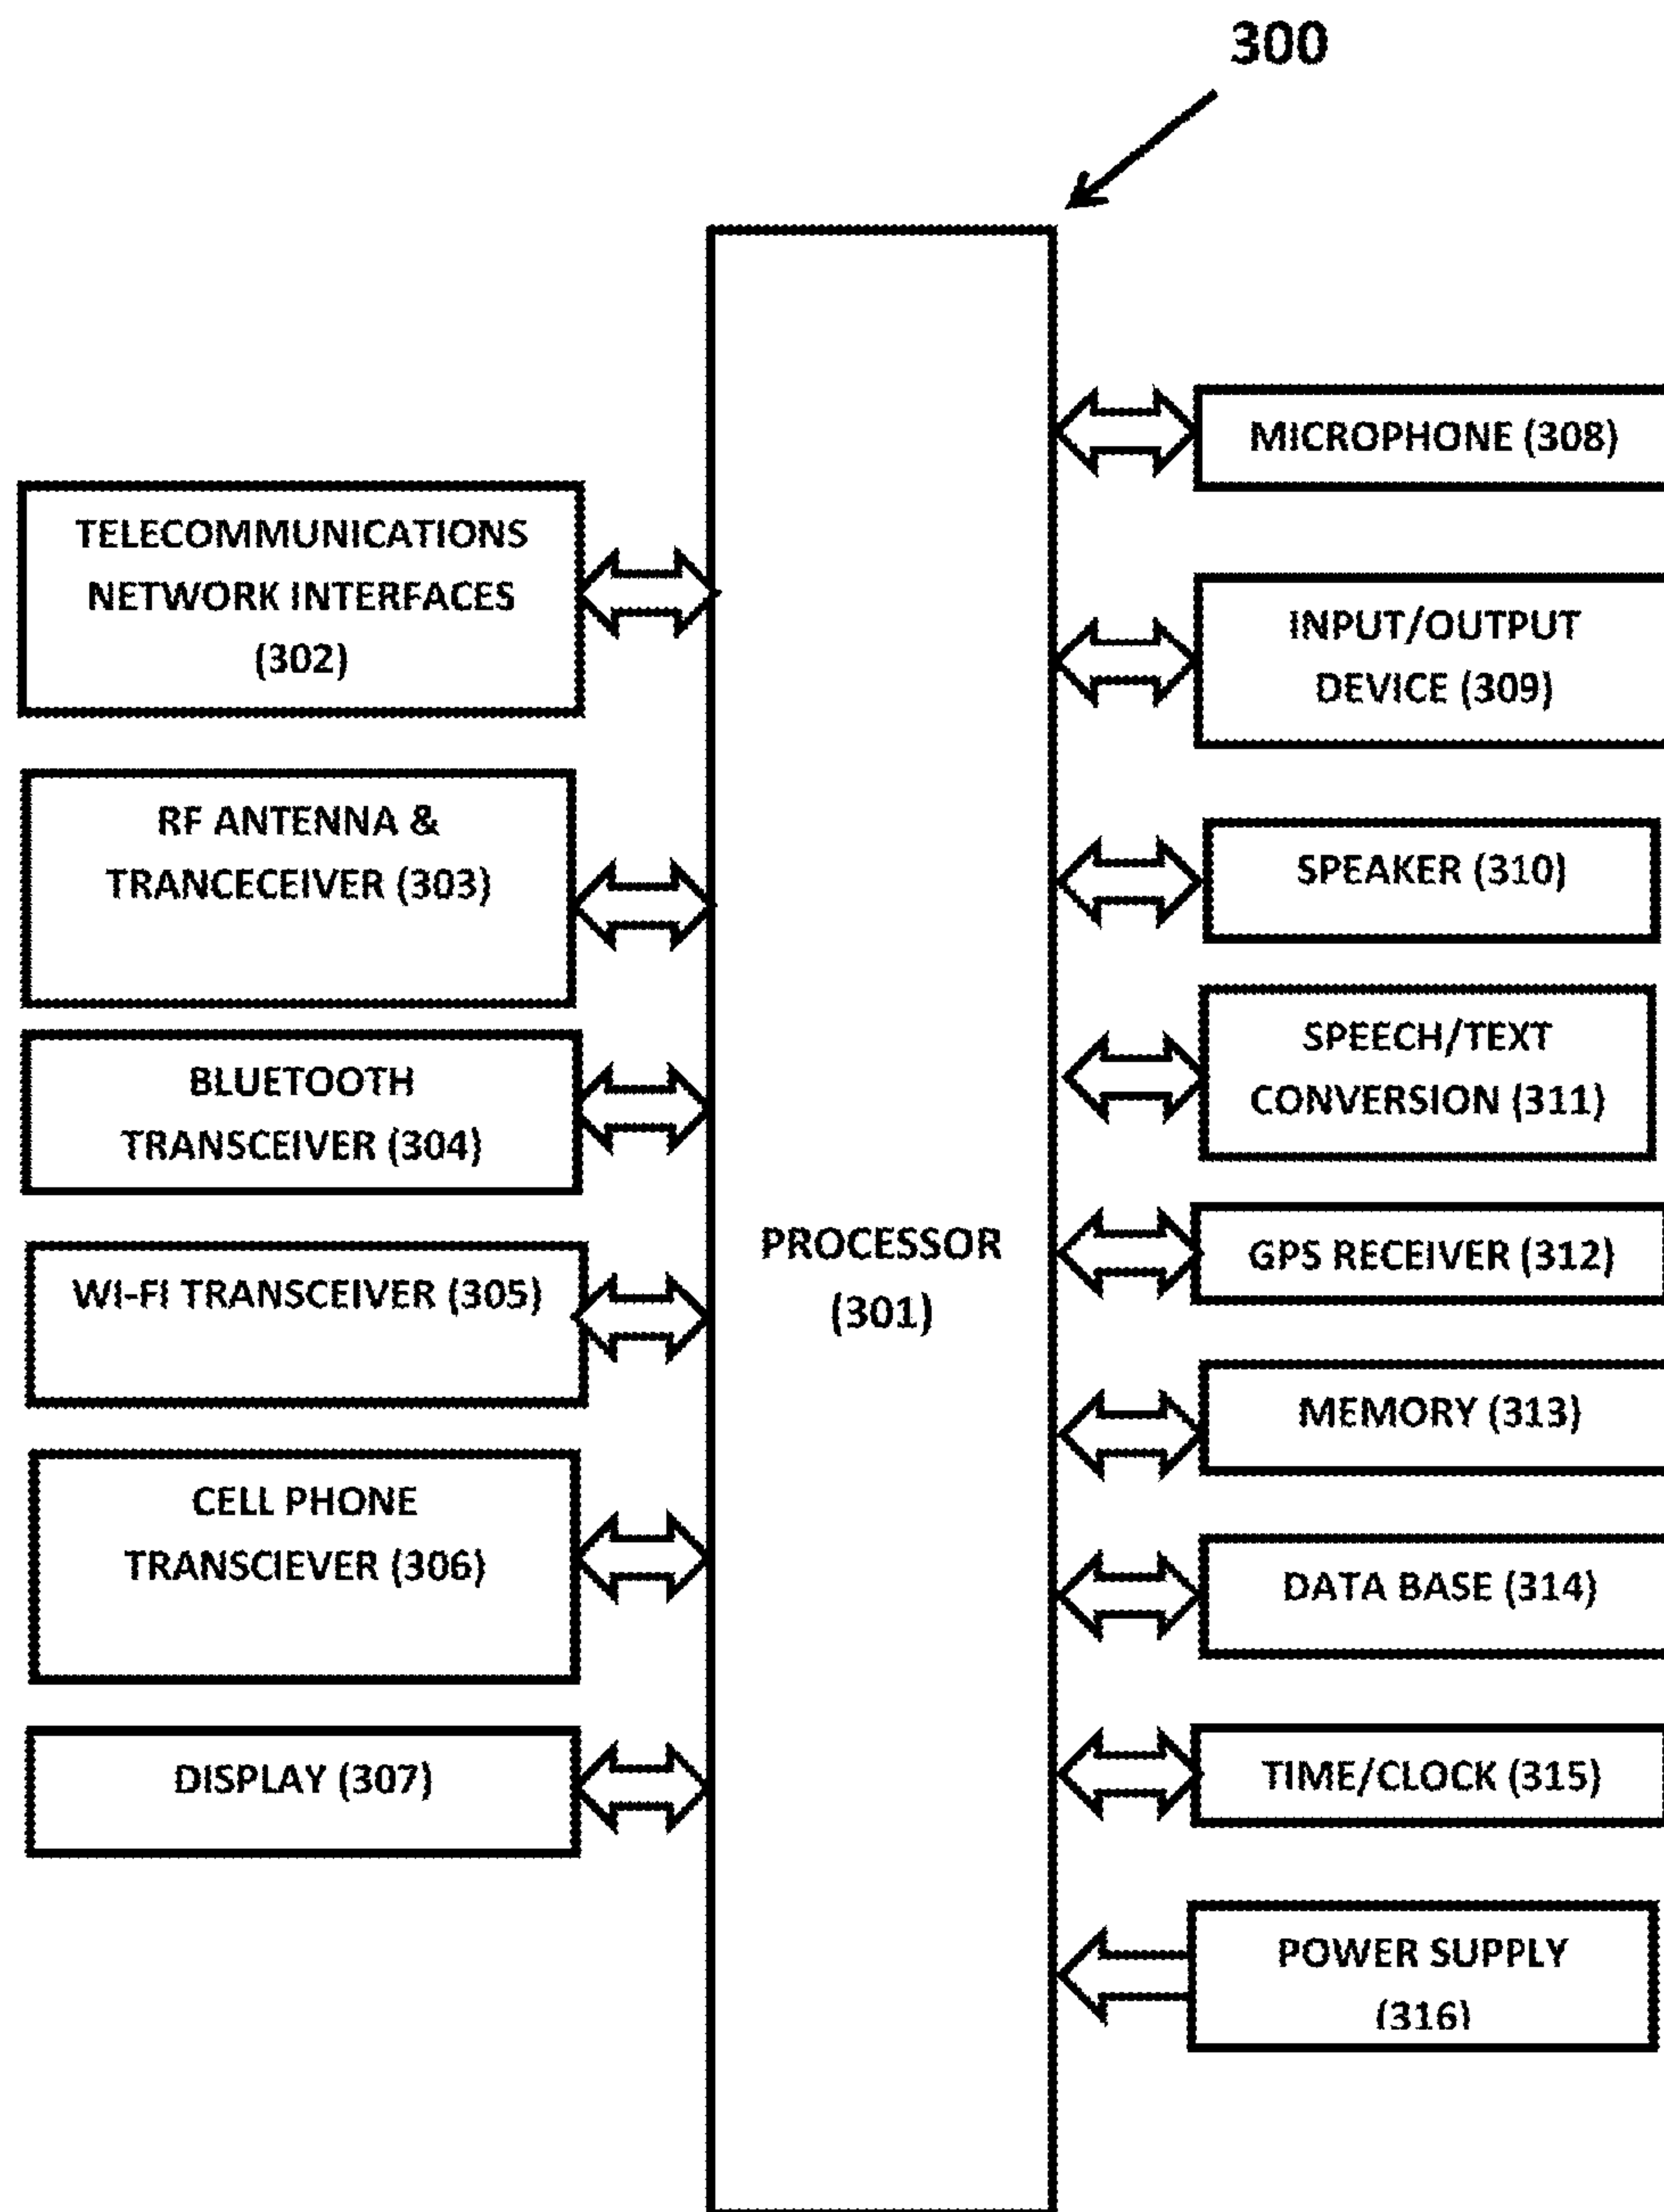 300
TELECOMMUNICATIONS
NETWORK INTERFACES
(302)
RF ANTENNA &
TRANCECEIVER (303)
BLUETOOTH
TRANSCEIVER (304)
WI-FI TRANSCEIVER (305)
CELL PHONE
TRANSCIEVER (306)
DISPLAY (307)
PROCESSOR
(301)
MICROPHONE (308)
INPUT/OUTPUT
DEVICE (309)
SPEAKER (310)
SPEECH/TEXT
CONVERSION (311)
GPS RECEIVER (312)
MEMORY (313)
DATA BASE (314)
TIME/CLOCK (315)
POWER SUPPLY
(316)